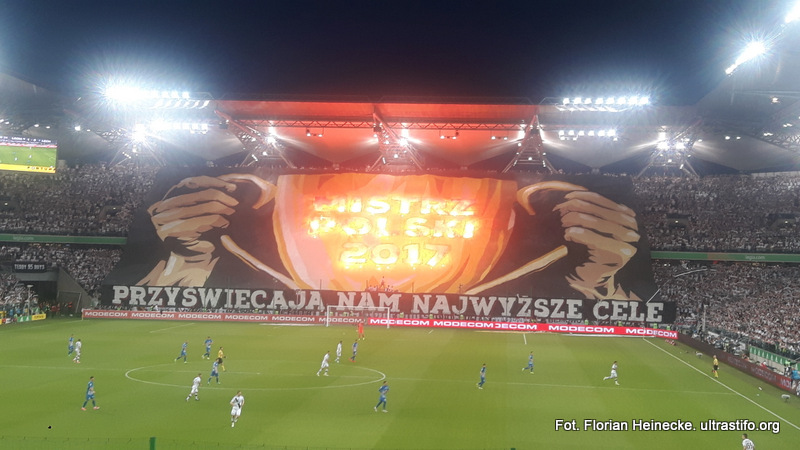 MISTRZ
POLSKI
2017
PRZYŚWIECAJĄ NAM NAJWYŻSZE CELE
MODECOM MODECOM MODECOM MODECOM MODECOM MODECOM MODECOM
Fot. Florian Heinecke. ultrastifo.org